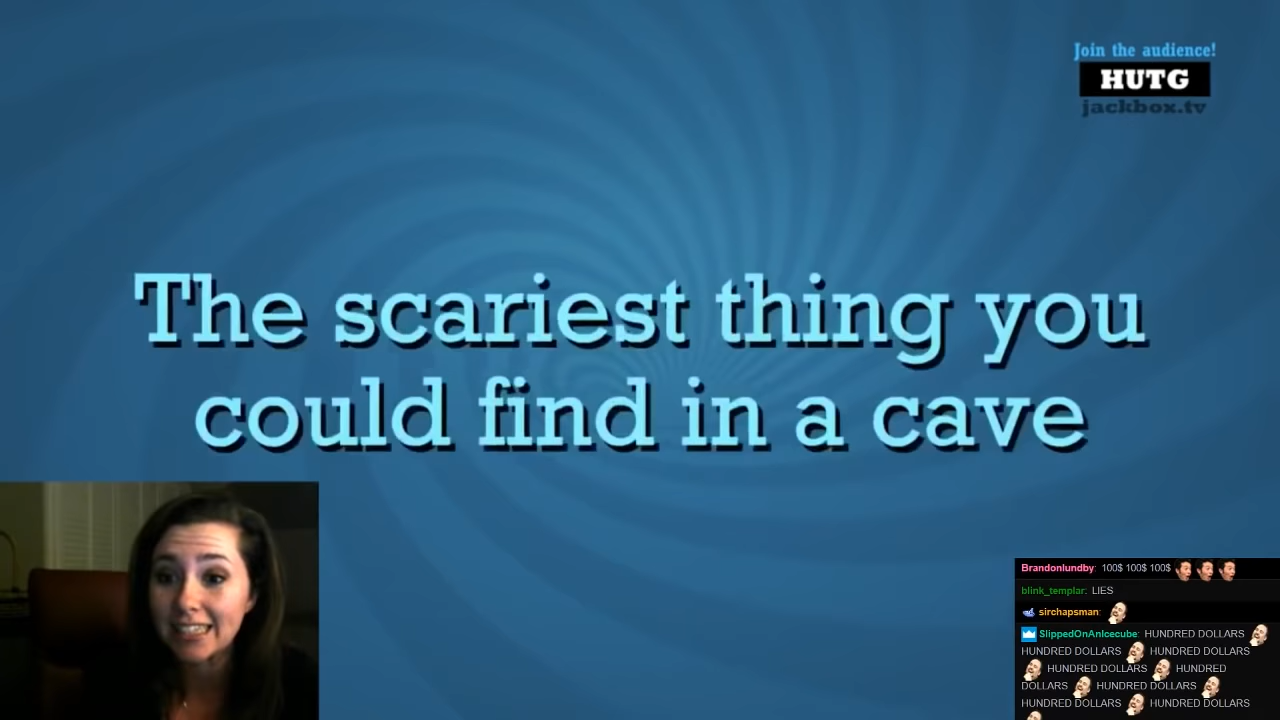 Join the audience!
HUTG
jackbox.tv
The scariest thing you
could find in a cave
Brandonlundby: 100$ 100$ 100$
blink_templar: LIES
sirchapsman:
SlippedOnAnIcecube: HUNDRED DOLLARS
HUNDRED DOLLARS HUNDRED DOLLARS
HUNDRED DOLLARS HUNDRED
DOLLARS HUNDRED DOLLARS
HUNDRED DOLLARS HUNDRED DOLLARS